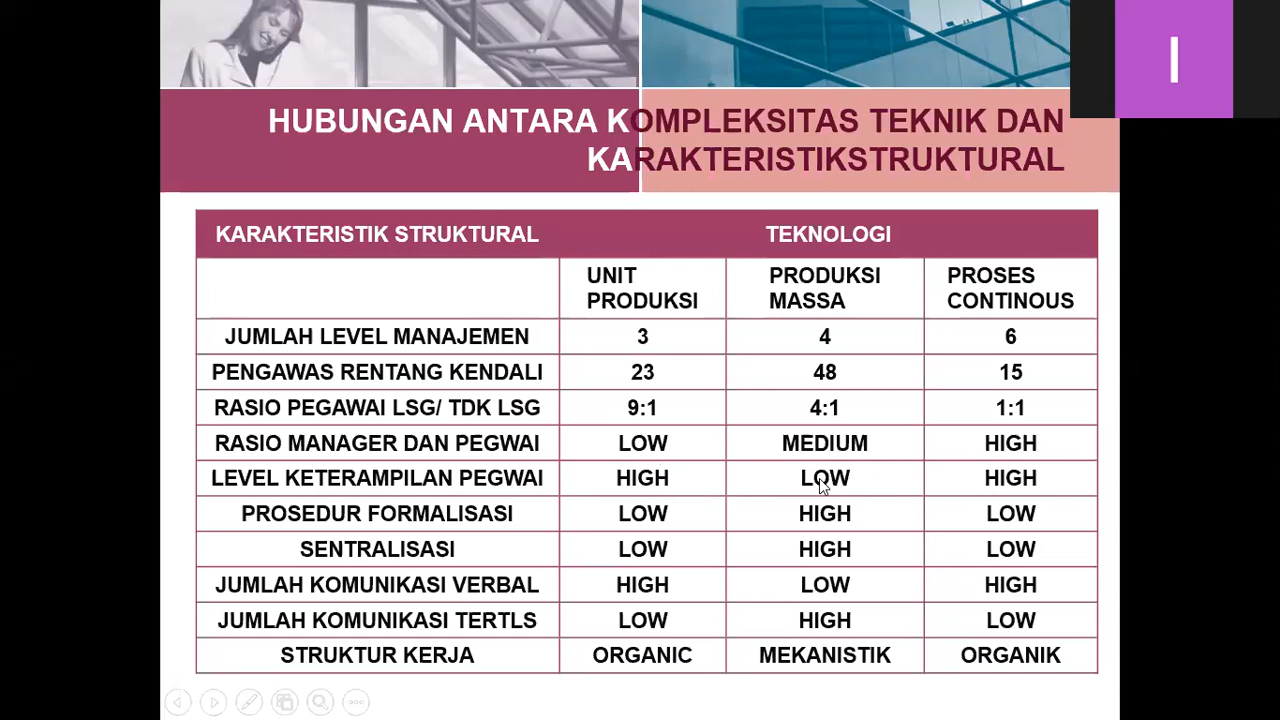 I
HUBUNGAN ANTARA KOMPLEKSITAS TEKNIK DAN
KARAKTERISTIKSTRUKTURAL
KARAKTERISTIK STRUKTURAL TEKNOLOGI
UNIT PRODUKSI PRODUKSI MASSA PROSES CONTINOUS
JUMLAH LEVEL MANAJEMEN 3 4 6
PENGAWAS RENTANG KENDALI 23 48 15
RASIO PEGAWAI LSG/ TDK LSG 9:1 4:1 1:1
RASIO MANAGER DAN PEGWAI LOW MEDIUM HIGH
LEVEL KETERAMPILAN PEGWAI HIGH LOW HIGH
PROSEDUR FORMALISASI LOW HIGH LOW
SENTRALISASI LOW HIGH LOW
JUMLAH KOMUNIKASI VERBAL HIGH LOW HIGH
JUMLAH KOMUNIKASI TERTLS LOW HIGH LOW
STRUKTUR KERJA ORGANIC MEKANISTIK ORGANIK